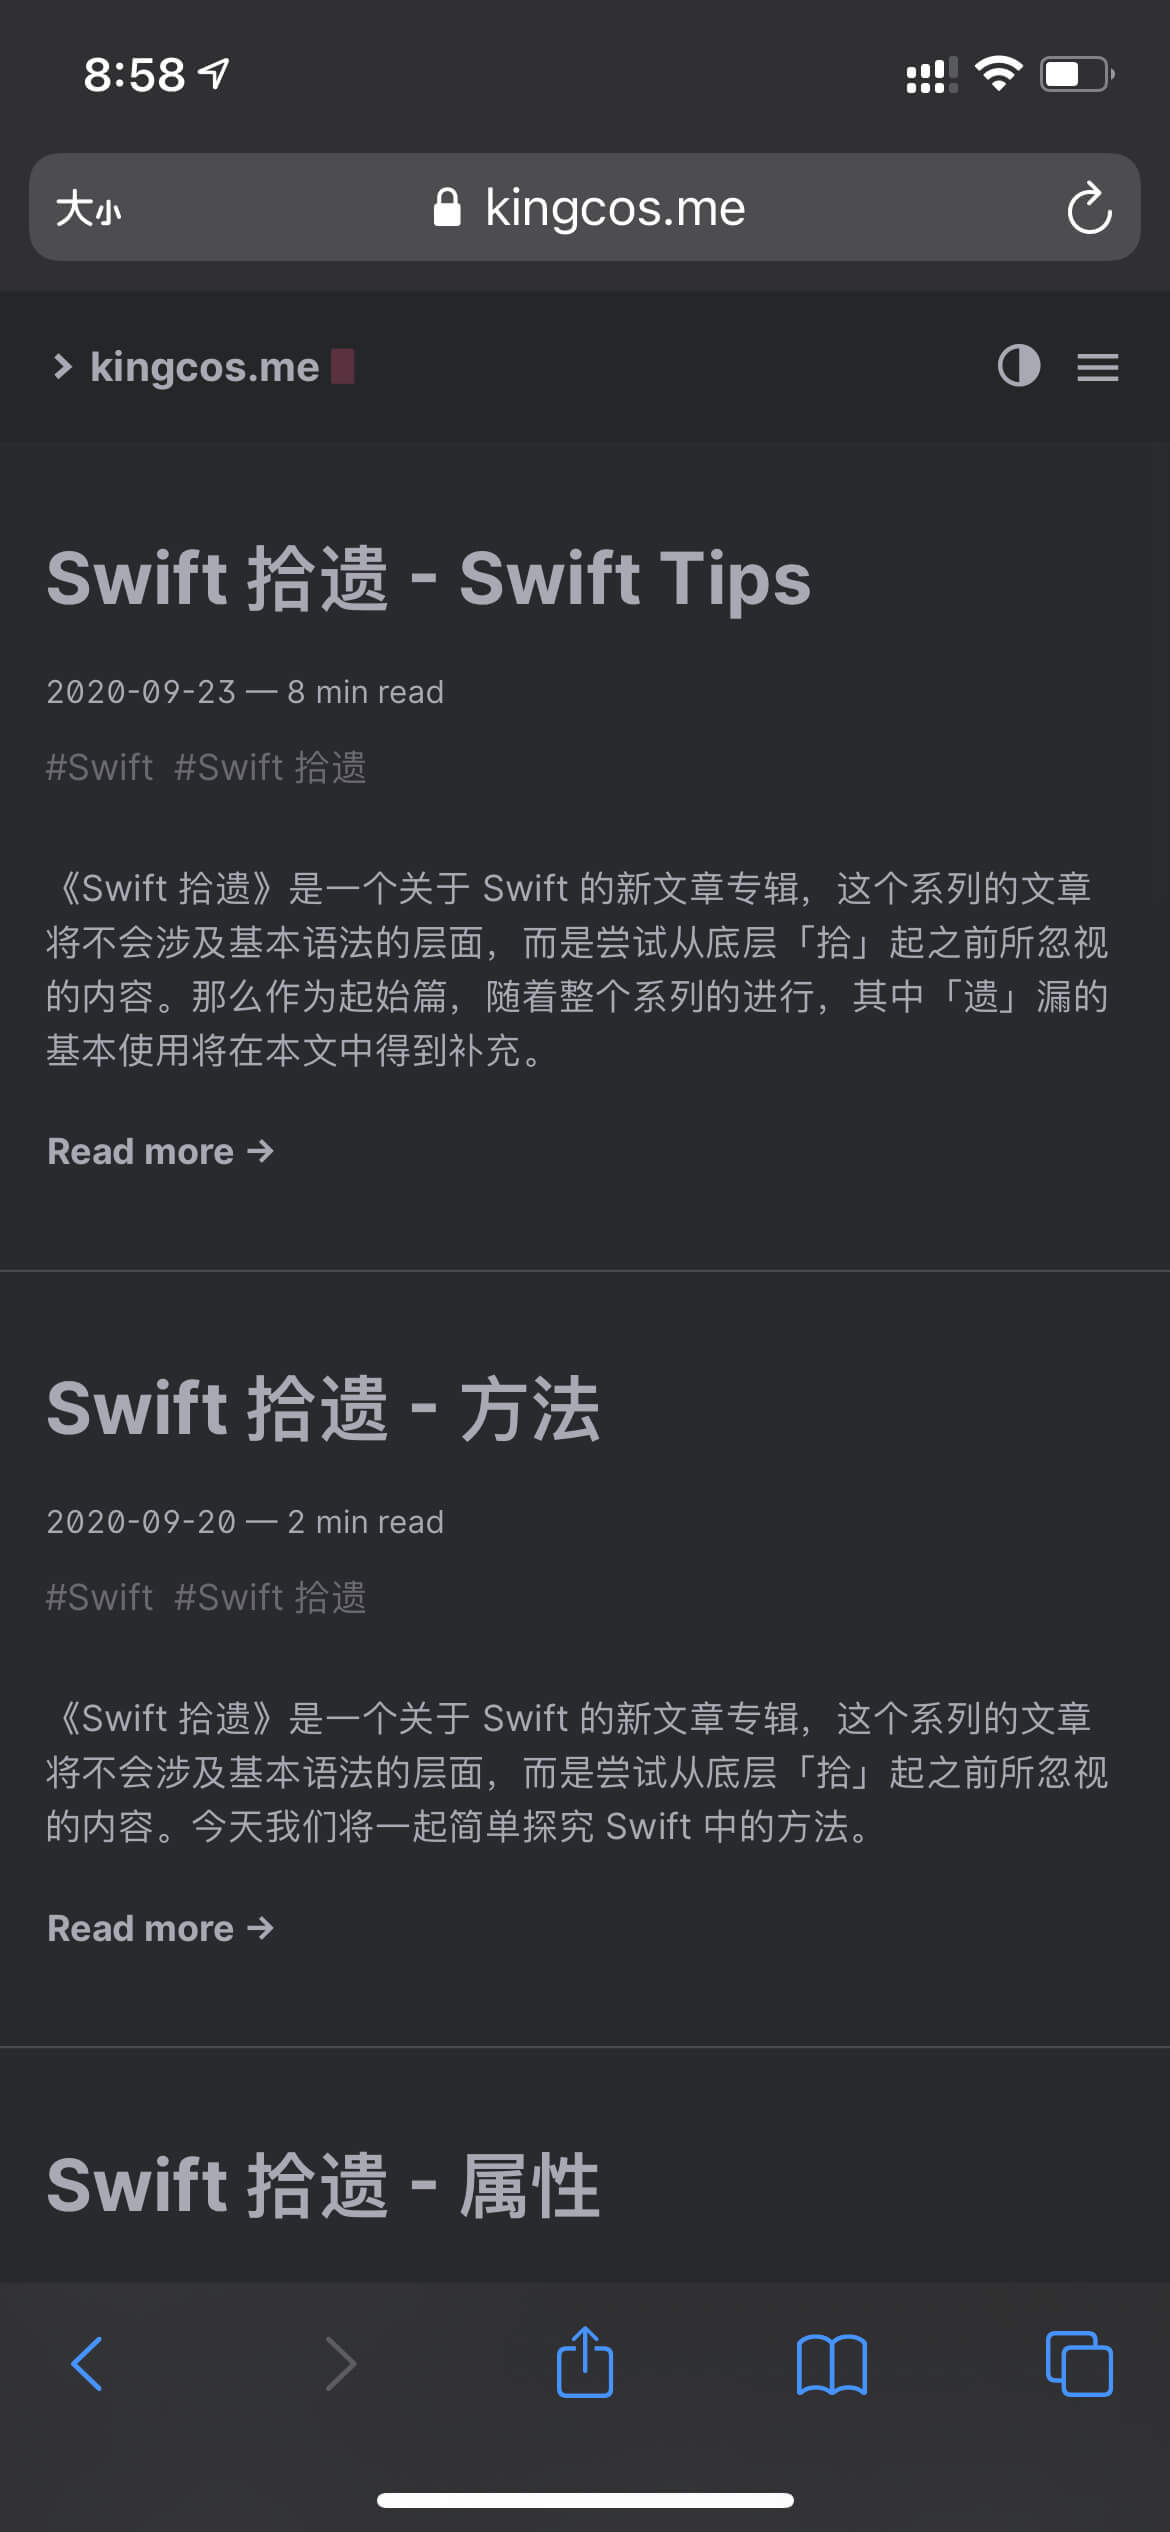 8:58
大小 kingcos.me
> kingcos.me
Swift 拾遗 - Swift Tips
2020-09-23 — 8 min read
#Swift #Swift 拾遗
《Swift 拾遗》是一个关于 Swift 的新文章专辑，这个系列的文章
将不会涉及基本语法的层面，而是尝试从底层「拾」起之前所忽视
的内容。那么作为起始篇，随着整个系列的进行，其中「遗」漏的
基本使用将在本文中得到补充。
Read more →
Swift 拾遗 - 方法
2020-09-20 — 2 min read
#Swift #Swift 拾遗
《Swift 拾遗》是一个关于 Swift 的新文章专辑，这个系列的文章
将不会涉及基本语法的层面，而是尝试从底层「拾」起之前所忽视
的内容。今天我们将一起简单探究 Swift 中的方法。
Read more →
Swift 拾遗 - 属性